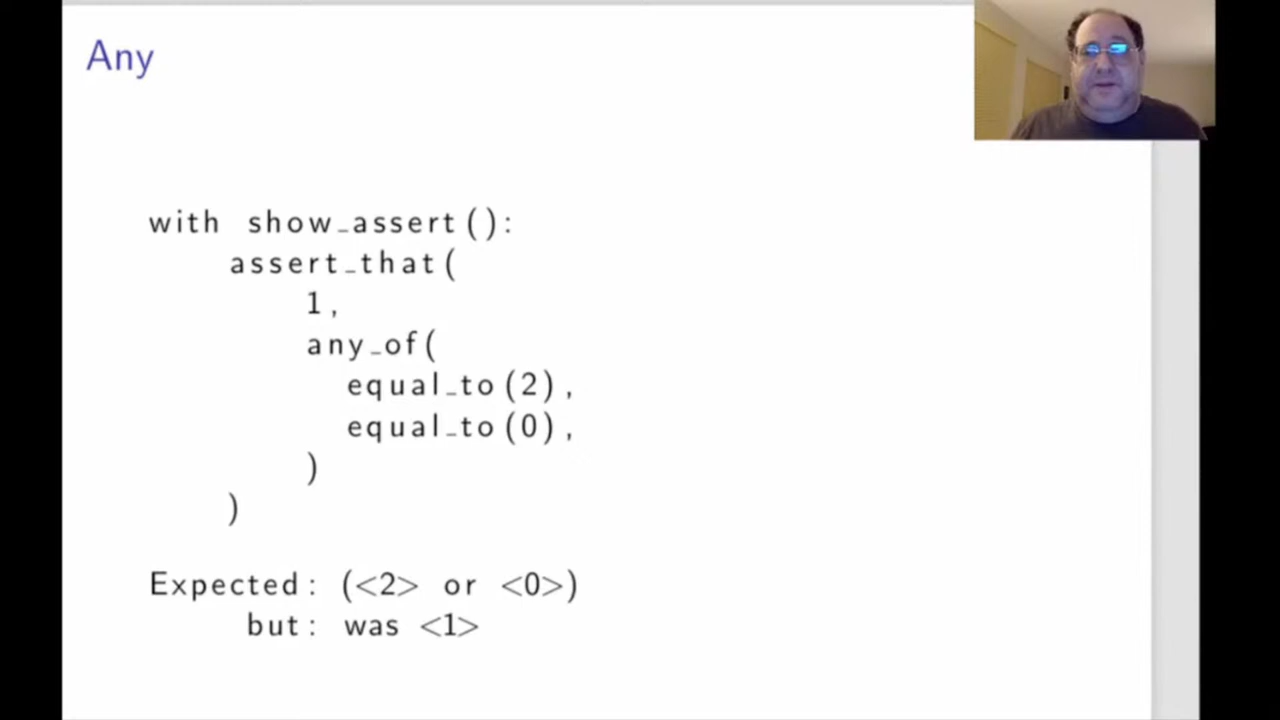 Any
with show_assert():
assert_that(
1,
any_of(
equal_to(2),
equal_to(0),
)
)
Expected: (<2> or <0>)
but: was <1>